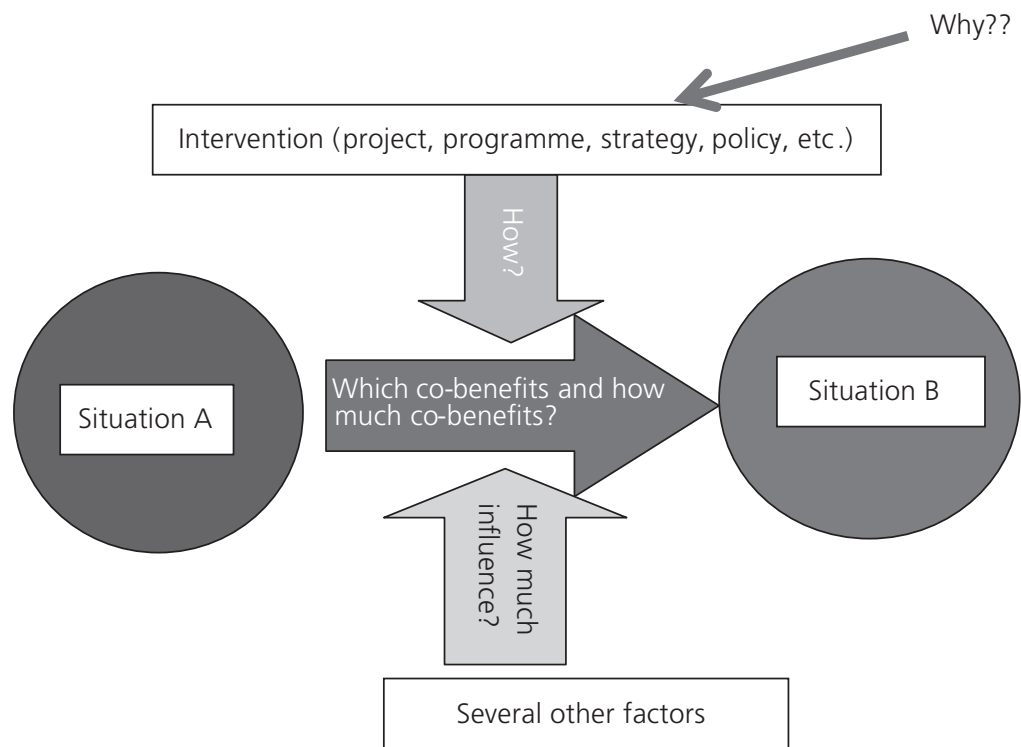 Why??
Intervention (project, programme, strategy, policy, etc.)
How?
Situation A
Which co-benefits and how
much co-benefits?
Situation B
How much
influence?
Several other factors